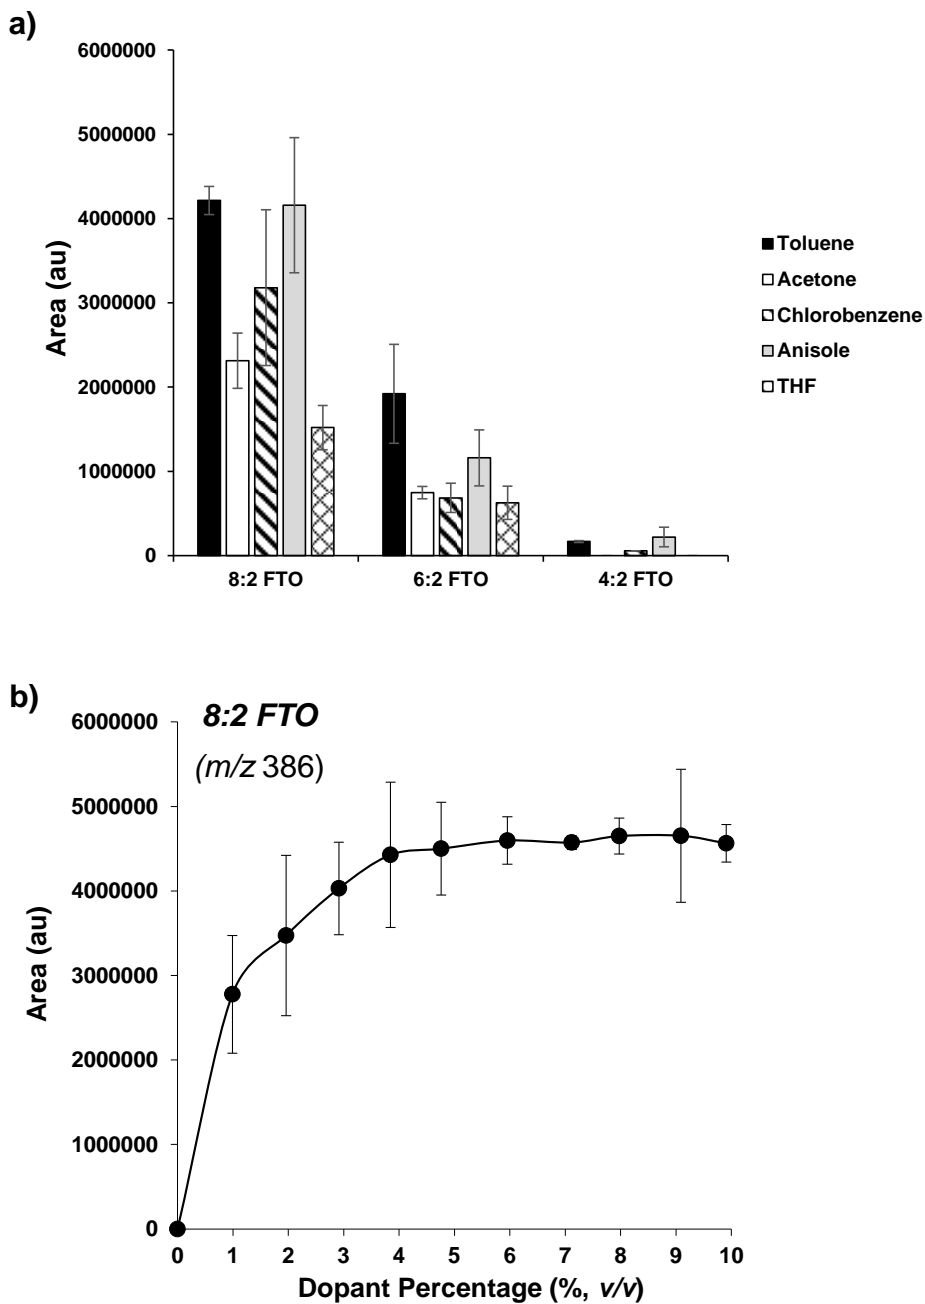 a)
6000000
5000000
4000000
3000000
2000000
1000000
0
Area (au)
8:2 FTO 6:2 FTO 4:2 FTO
Toluene
Acetone
Chlorobenzene
Anisole
THF
b)
8:2 FTO
(m/z 386)
6000000
5000000
4000000
3000000
2000000
1000000
0
Area (au)
0 1 2 3 4 5 6 7 8 9 10
Dopant Percentage (%, v/v)